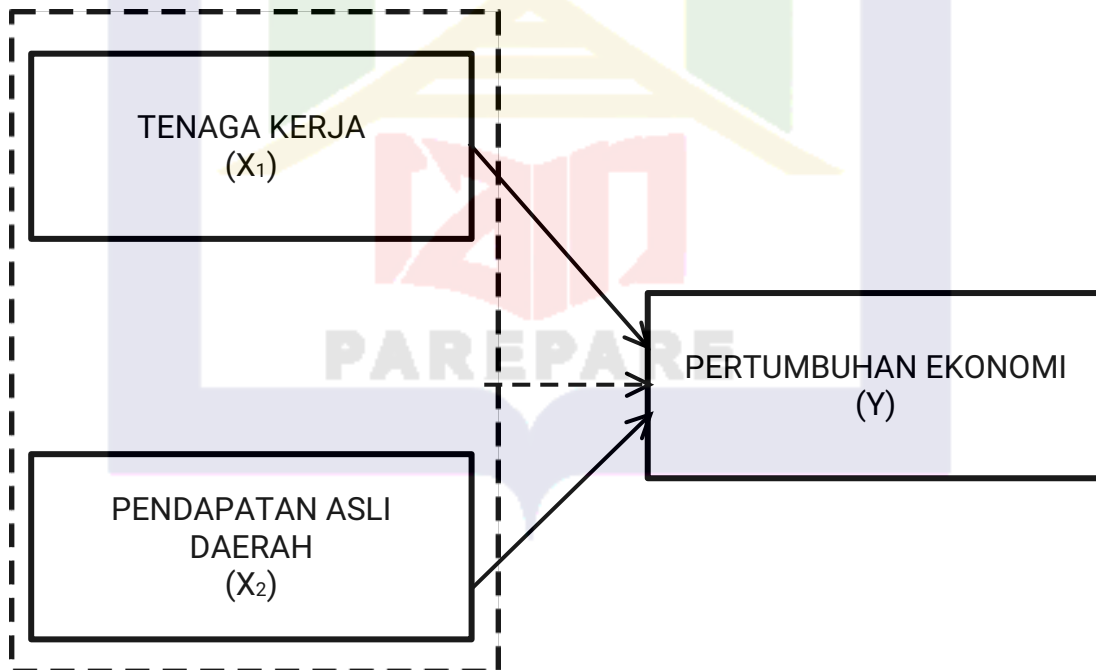 TENAGA KERJA
(X₁)
PAREPARE
PERTUMBUHAN EKONOMI
(Y)
PENDAPATAN ASLI
DAERAH
(X₂)